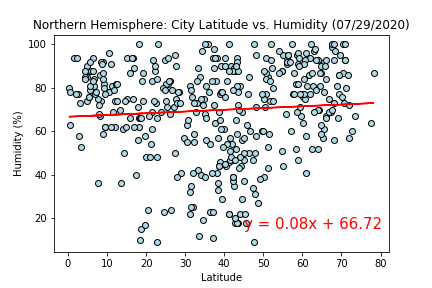 Northern Hemisphere: City Latitude vs. Humidity (07/29/2020)
100
80
60
40
20
Humidity (%)
y = 0.08x + 66.72
0 10 20 30 40 50 60 70 80
Latitude